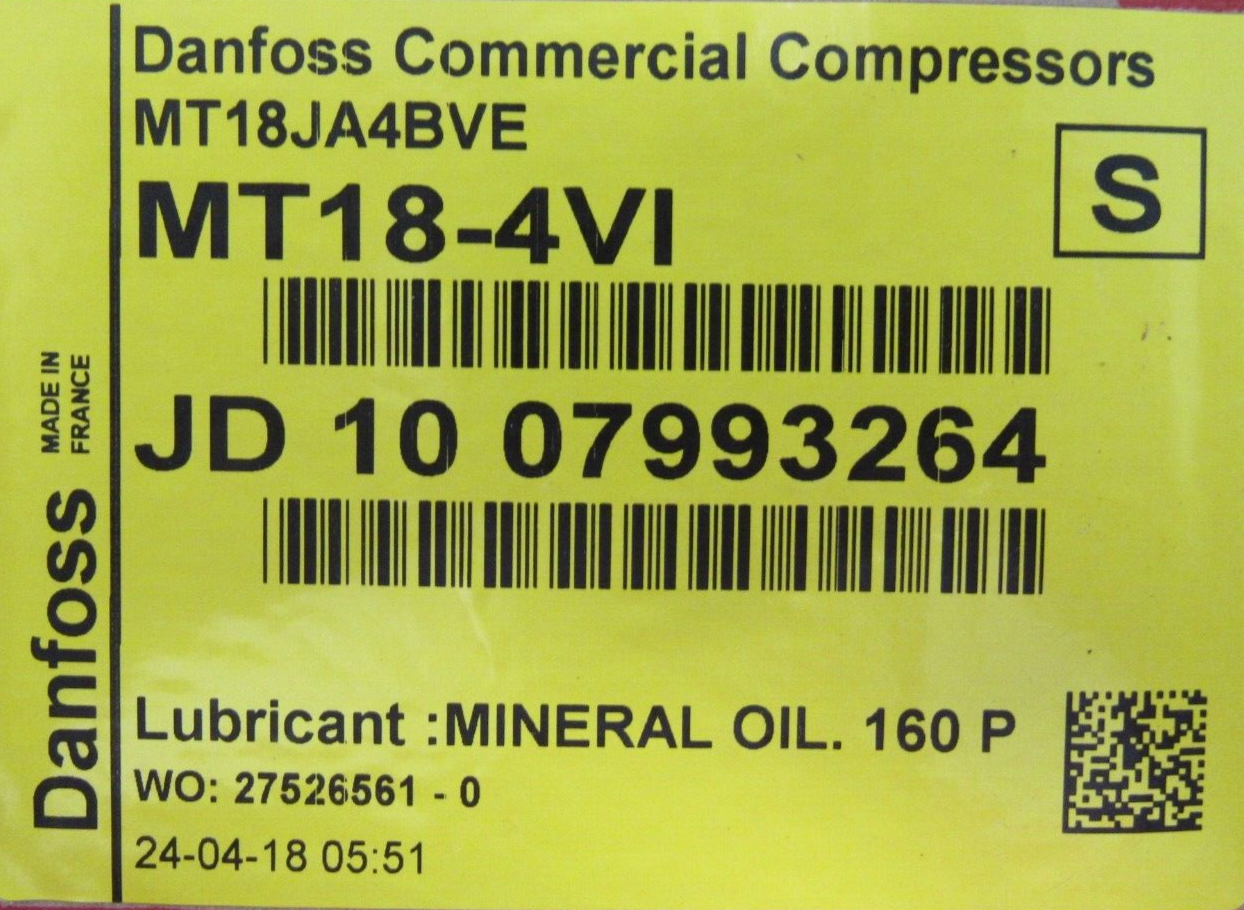 Danfoss Commercial Compressors
MT18JA4BVE
MT18-4VI
S
JD 10 07993264
Lubricant :MINERAL OIL. 160 P
WO: 27526561 - 0
24-04-18 05:51
Danfoss
MADE IN
FRANCE